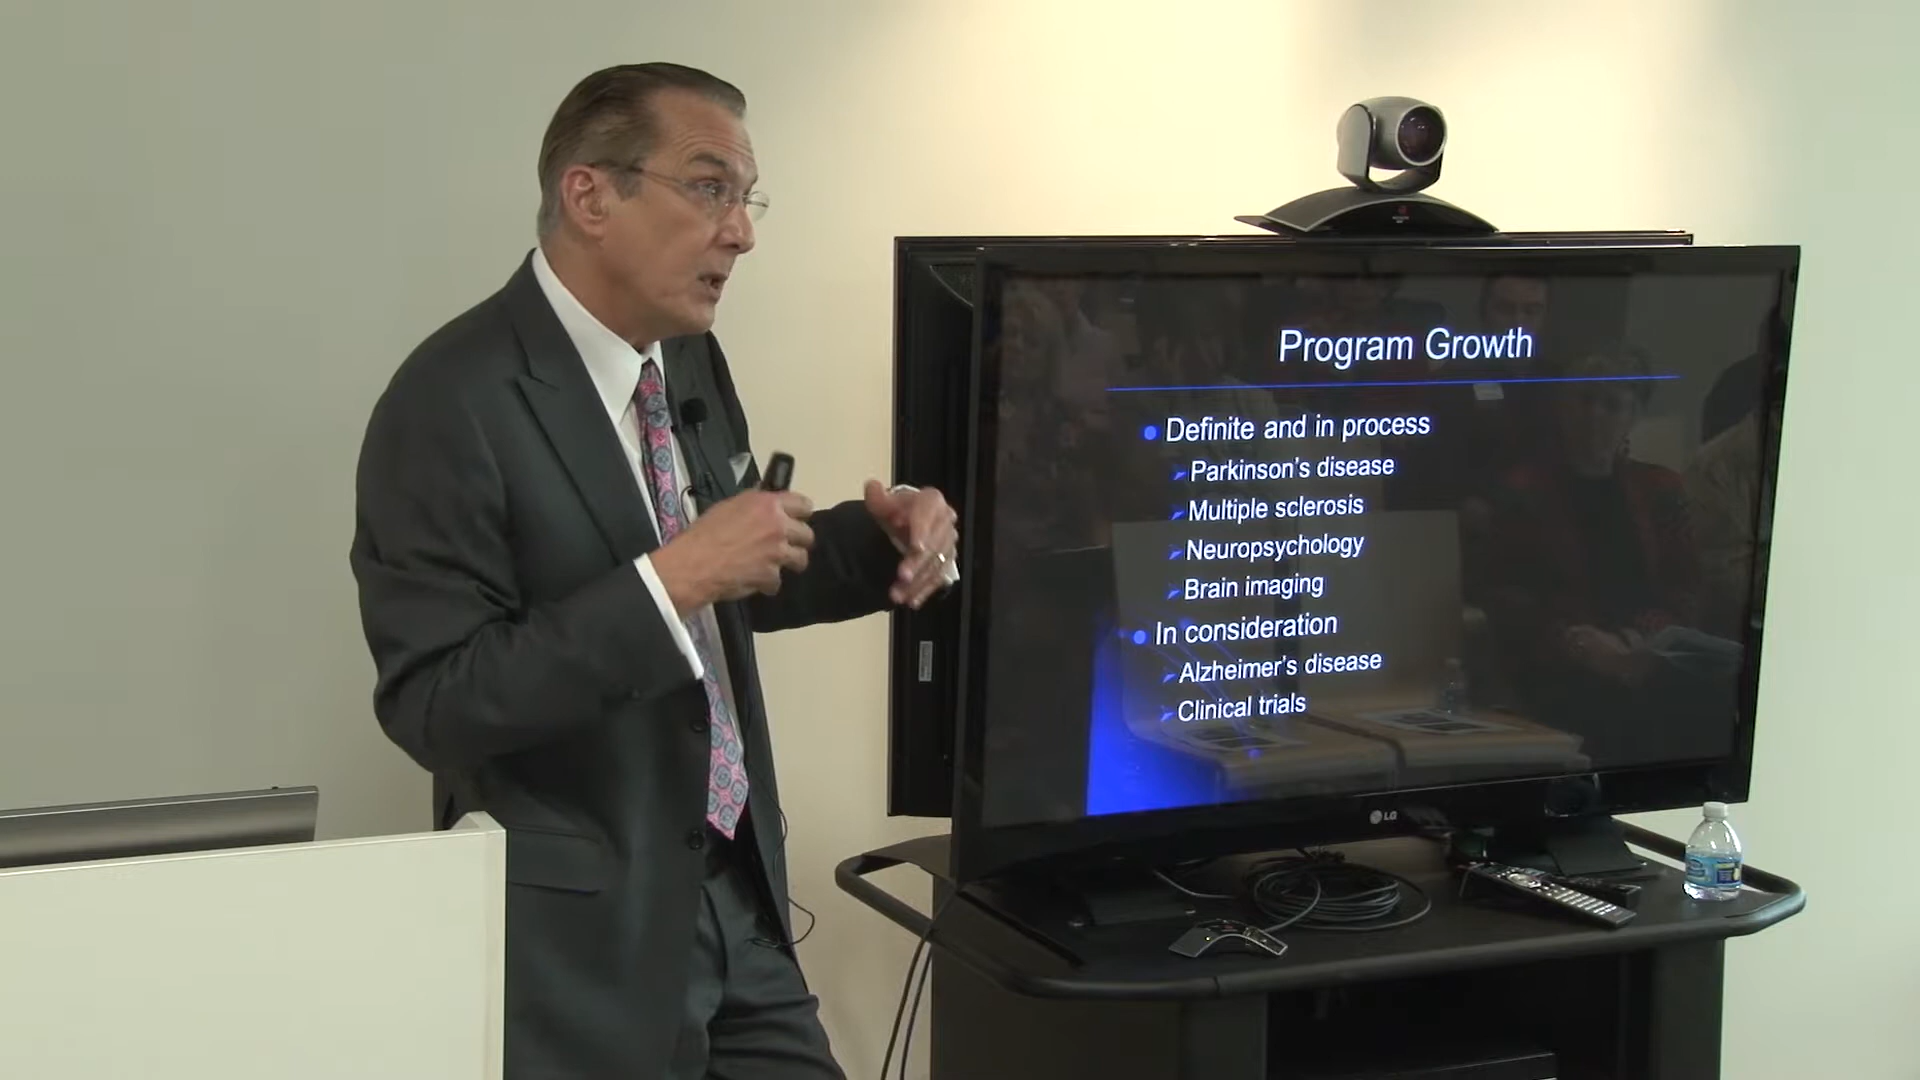 Program Growth
Definite and in process
Parkinson's disease
Multiple sclerosis
Neuropsychology
Brain imaging
In consideration
Alzheimer's disease
Clinical trials
LG